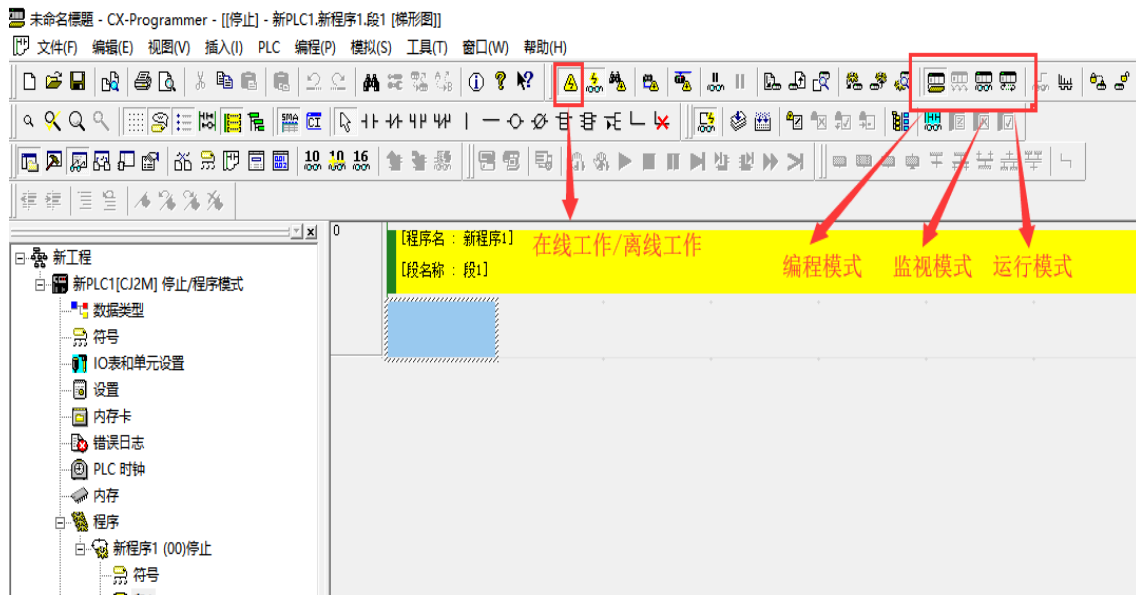 未命名標題 - CX-Programmer - [[停止] - 新PLC1.新程序1.段1 [梯形图]]
文件(F) 编辑(E) 视图(V) 插入(I) PLC 编程(P) 模拟(S) 工具(T) 窗口(W) 帮助(H)
SMA CI
10 10 16
0
[程序名 : 新程序1]
在线工作/离线工作
[段名称 : 段1]
编程模式 监视模式 运行模式
新工程
新PLC1[CJ2M] 停止/程序模式
数据类型
符号
IO表和单元设置
设置
内存卡
错误日志
PLC 时钟
内存
程序
新程序1 (00)停止
符号